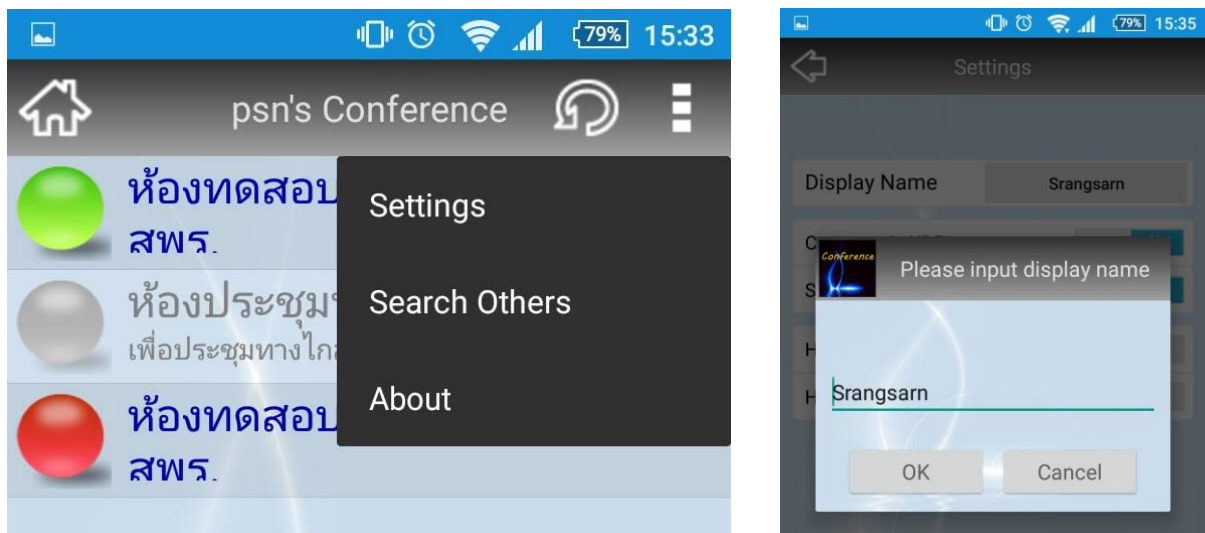 79% 15:33
psn's Conference
ห้องทดสอบ
สพร.
ห้องประชุม
เพื่อประชุมทางไกล
ห้องทดสอบ
สพร.
Settings
Search Others
About
79% 15:35
Settings
Display Name Srangsarn
Conference
Please input display name
Srangsarn
OK Cancel